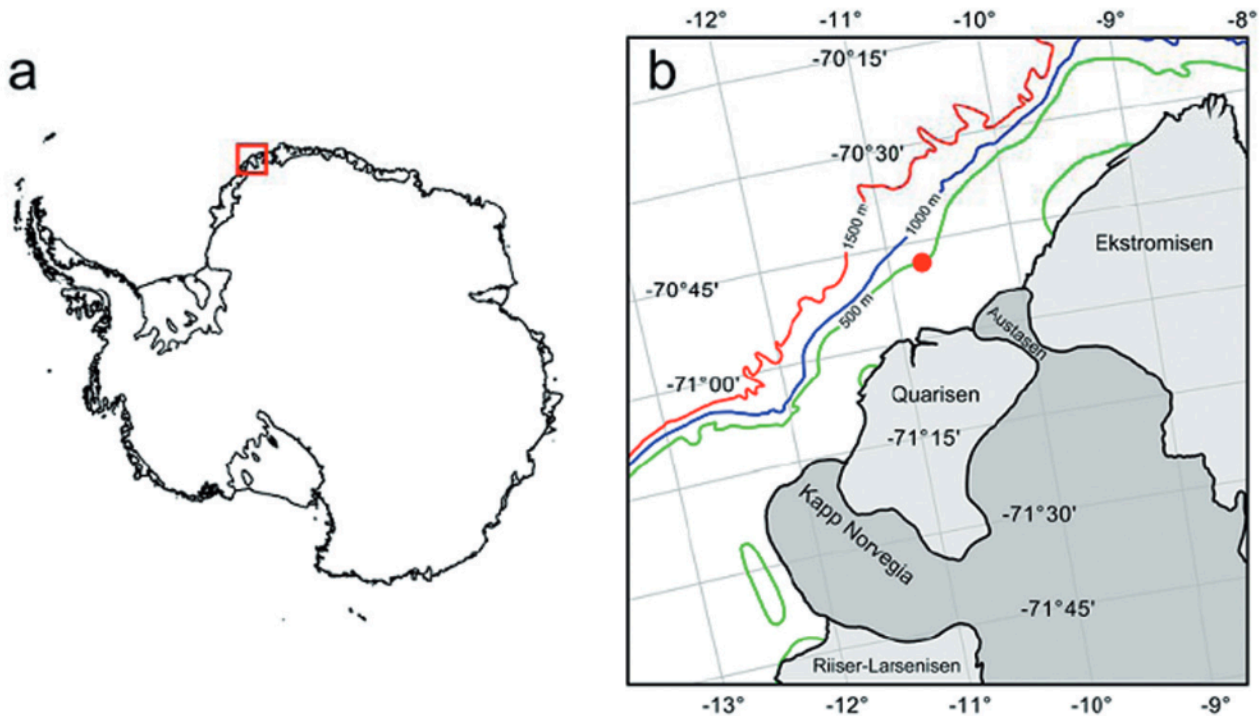 a
b
-12°
-11°
-10°
-9°
-8°
-70°15'
-70°30'
1500 m
1000 m
Ekstromisen
-70°45'
500 m
Austasen
-71°00'
Quarisen
-71°15'
Kapp Norvegia
-71°30'
-71°45'
Riiser-Larsenisen
-13°
-12°
-11°
-10°
-9°